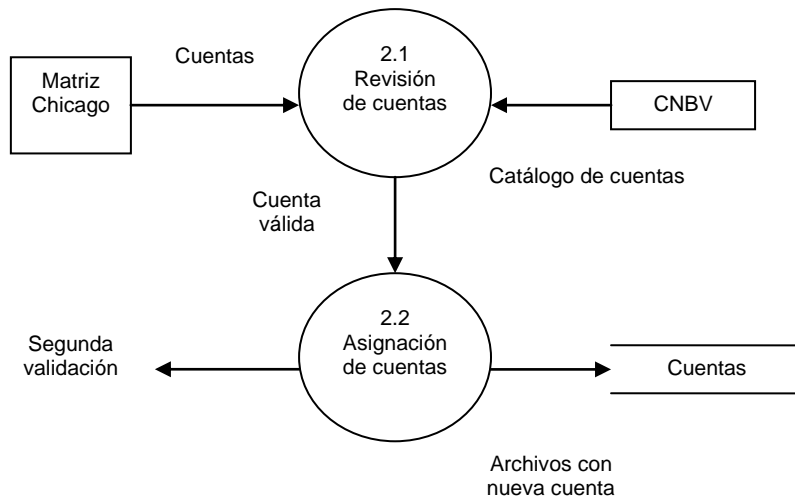 Matriz
Chicago
Cuentas
2.1
Revisión
de cuentas
CNBV
Catálogo de cuentas
Cuenta
válida
2.2
Asignación
de cuentas
Segunda
validación
Cuentas
Archivos con
nueva cuenta